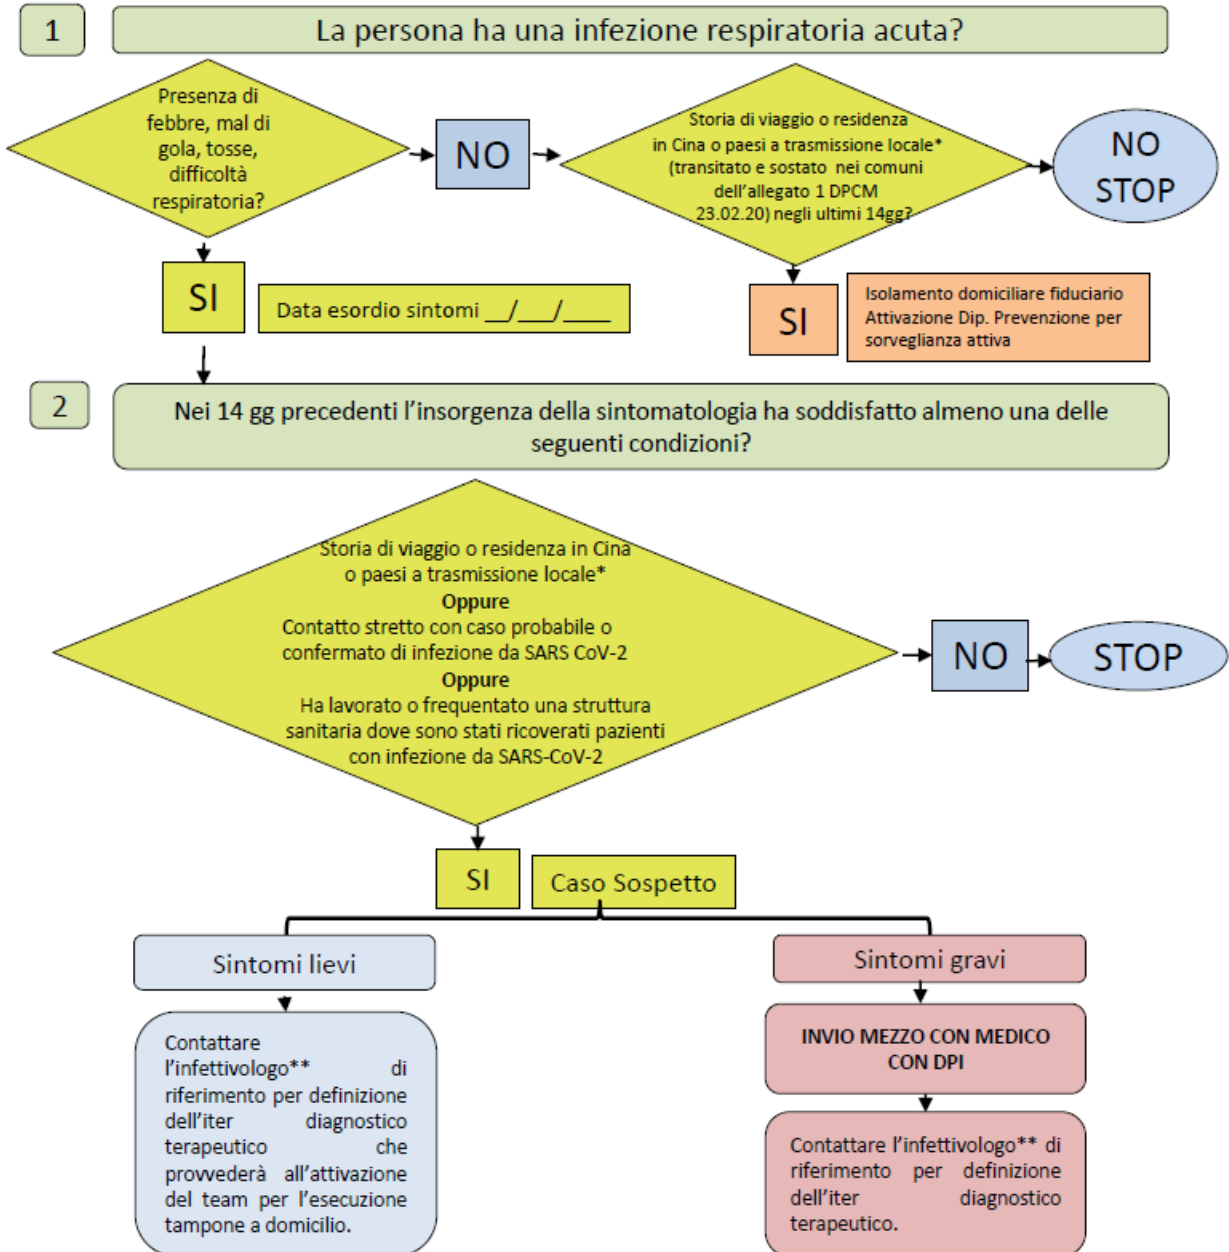 1
La persona ha una infezione respiratoria acuta?
Presenza di
febbre, mal di
gola, tosse,
difficoltà
respiratoria?
NO
Storia di viaggio o residenza
in Cina o paesi a trasmissione locale*
(transitato e sostato nei comuni
dell'allegato 1 DPCM
23.02.20) negli ultimi 14gg?
NO
STOP
SI
Data esordio sintomi __/___/____
SI
Isolamento domiciliare fiduciario
Attivazione Dip. Prevenzione per
sorveglianza attiva
2
Nei 14 gg precedenti l'insorgenza della sintomatologia ha soddisfatto almeno una delle
seguenti condizioni?
Storia di viaggio o residenza in Cina
o paesi a trasmissione locale*
Oppure
Contatto stretto con caso probabile o
confermato di infezione da SARS CoV-2
Oppure
Ha lavorato o frequentato una struttura
sanitaria dove sono stati ricoverati pazienti
con infezione da SARS-CoV-2
NO
STOP
SI
Caso Sospetto
Sintomi lievi
Contattare
l'infettivologo** di
riferimento per definizione
dell'iter diagnostico
terapeutico che
provvederà all'attivazione
del team per l'esecuzione
tampone a domicilio.
Sintomi gravi
INVIO MEZZO CON MEDICO
CON DPI
Contattare l'infettivologo** di
riferimento per definizione
dell'iter diagnostico
terapeutico.